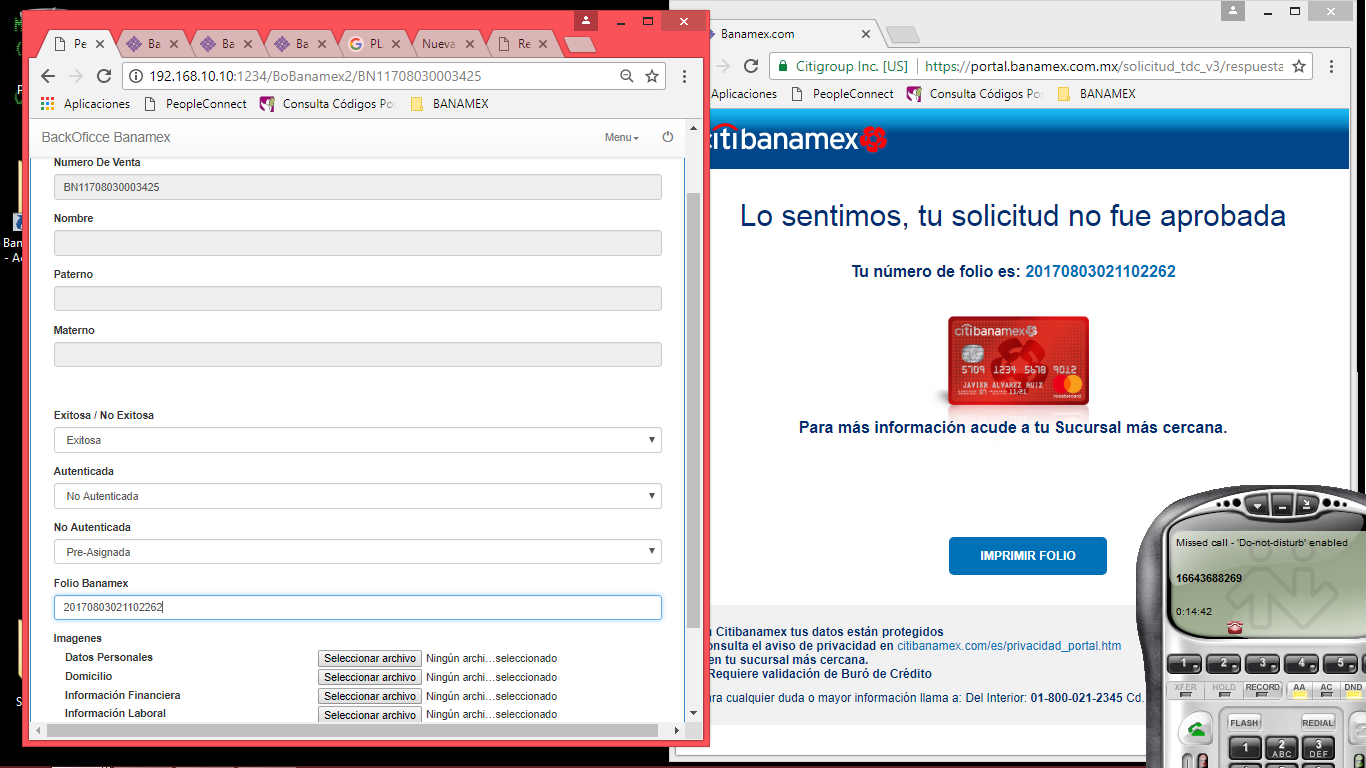 Pe
Ba
Ba
Ba
PL
Nuev
Re
192.168.10.10:1234/BoBanamex2/BN11708030003425
Aplicaciones
PeopleConnect
Consulta Códigos Po
BANAMEX
BackOficce Banamex
Menu
Numero De Venta
BN11708030003425
Nombre
Paterno
Materno
Exitosa / No Exitosa
Exitosa
Autenticada
No Autenticada
No Autenticada
Pre-Asignada
Folio Banamex
20170803021102262
Imagenes
Datos Personales
Seleccionar archivo Ningún archi...seleccionado
Domicilio
Seleccionar archivo Ningún archi...seleccionado
Información Financiera
Seleccionar archivo Ningún archi...seleccionado
Información Laboral
Seleccionar archivo Ningún archi...seleccionado
Banamex.com
Citigroup Inc. [US]
https://portal.banamex.com.mx/solicitud_tdc_v3/respuesta
Aplicaciones
PeopleConnect
Consulta Códigos Po
BANAMEX
citibanamex
Lo sentimos, tu solicitud no fue aprobada
Tu número de folio es: 20170803021102262
citibanamex
5709 1234 5678 9012
JAVIER ALVAREZ RUIZ
07 11/21
mastercard
Para más información acude a tu Sucursal más cercana.
IMPRIMIR FOLIO
Citibanamex tus datos están protegidos
onsulta el aviso de privacidad en citibanamex.com/es/privacidad_portal.htm
en tu sucursal más cercana.
Requiere validación de Buró de Crédito
ara cualquier duda o mayor información llama a: Del Interior: 01-800-021-2345 Cd.
Missed call - 'Do-not-disturb' enabled
16643688269
0:14:42
1
2
3
4
5
XFER
HOLD
RECORD
AA
AC
DND
FLASH
REDIAL
1
2
ABC
3
DEF
Ban
- A